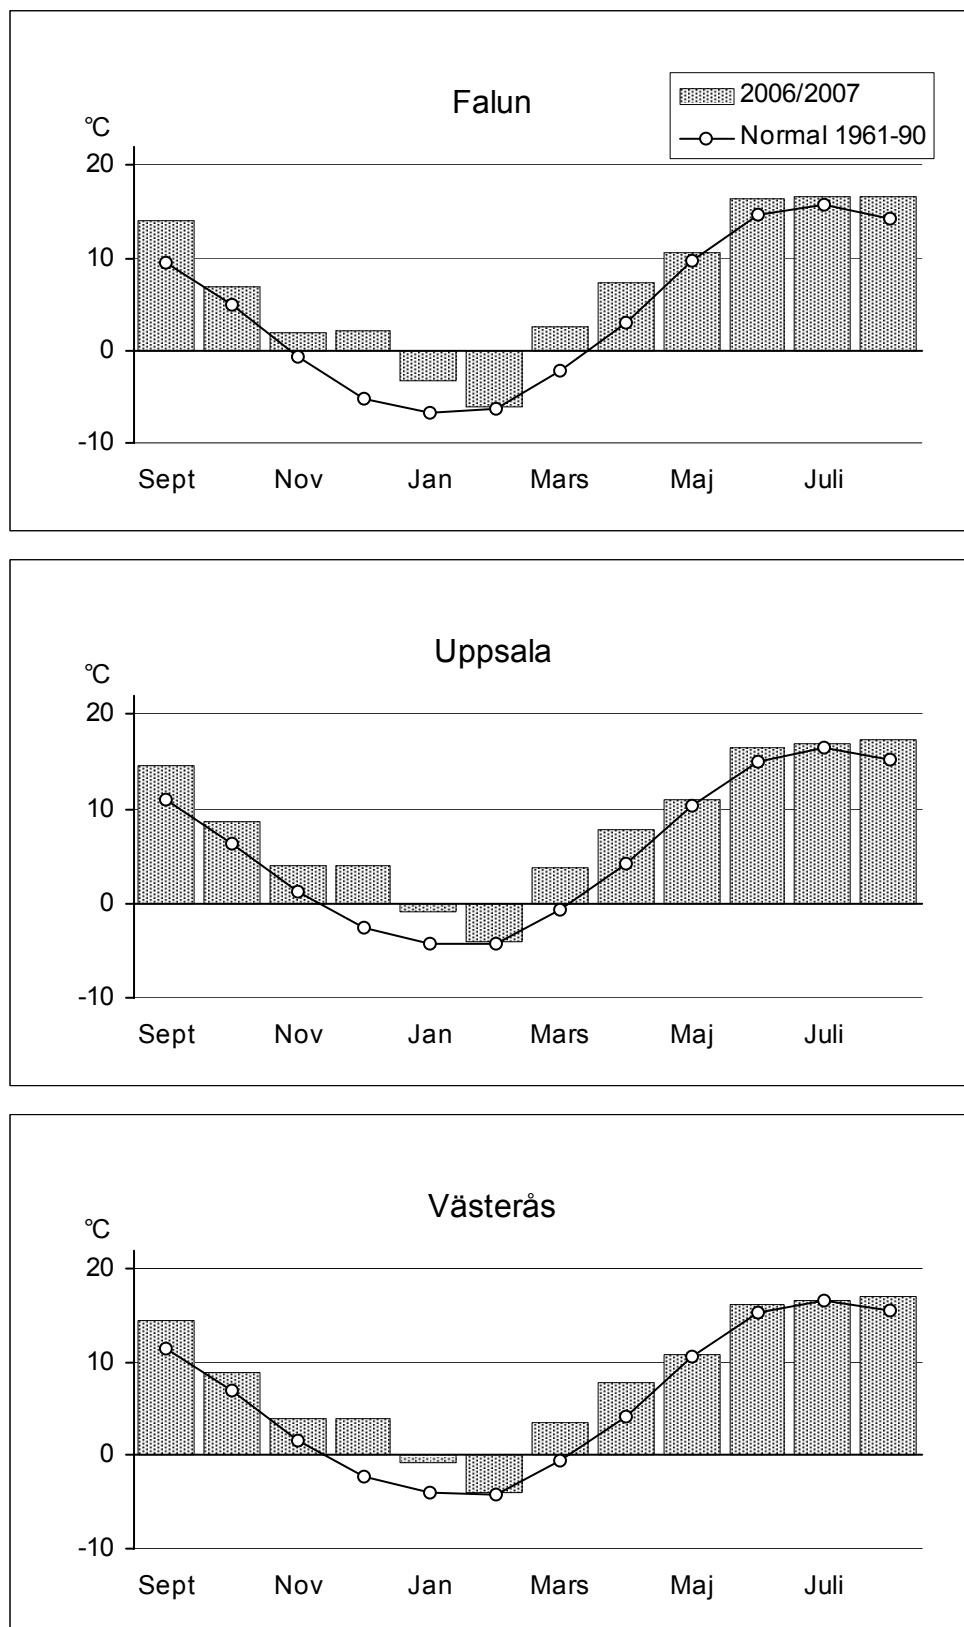 Falun
2006/2007
Normal 1961-90
°C
20
10
0
-10
Sept Nov Jan Mars Maj Juli
Uppsala
°C
20
10
0
-10
Sept Nov Jan Mars Maj Juli
Västerås
°C
20
10
0
-10
Sept Nov Jan Mars Maj Juli